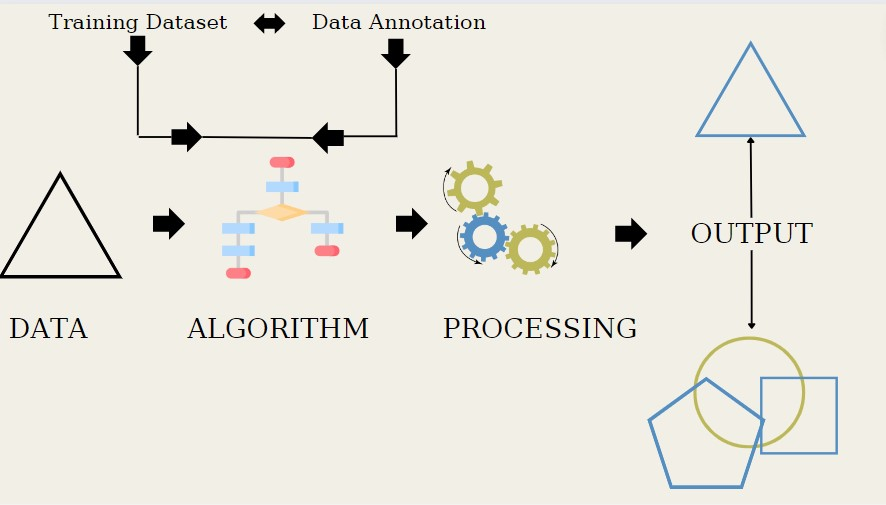 Training Dataset
Data Annotation
OUTPUT
DATA
ALGORITHM
PROCESSING